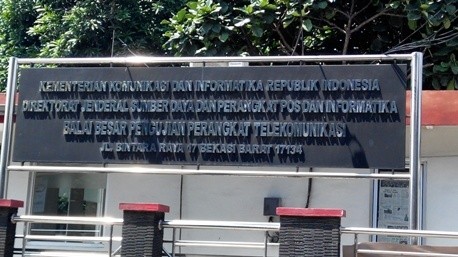 KEMENTERIAN KOMUNIKASI DAN INFORMATIKA REPUBLIK INDONESIA
DIREKTORAT JENDERAL SUMBER DAYA DAN PERANGKAT POS DAN INFORMATIKA
BALAI BESAR PENGUJIAN PERANGKAT TELEKOMUNIKASI
JL. BINTARA RAYA 17 BEKASI BARAT 17134